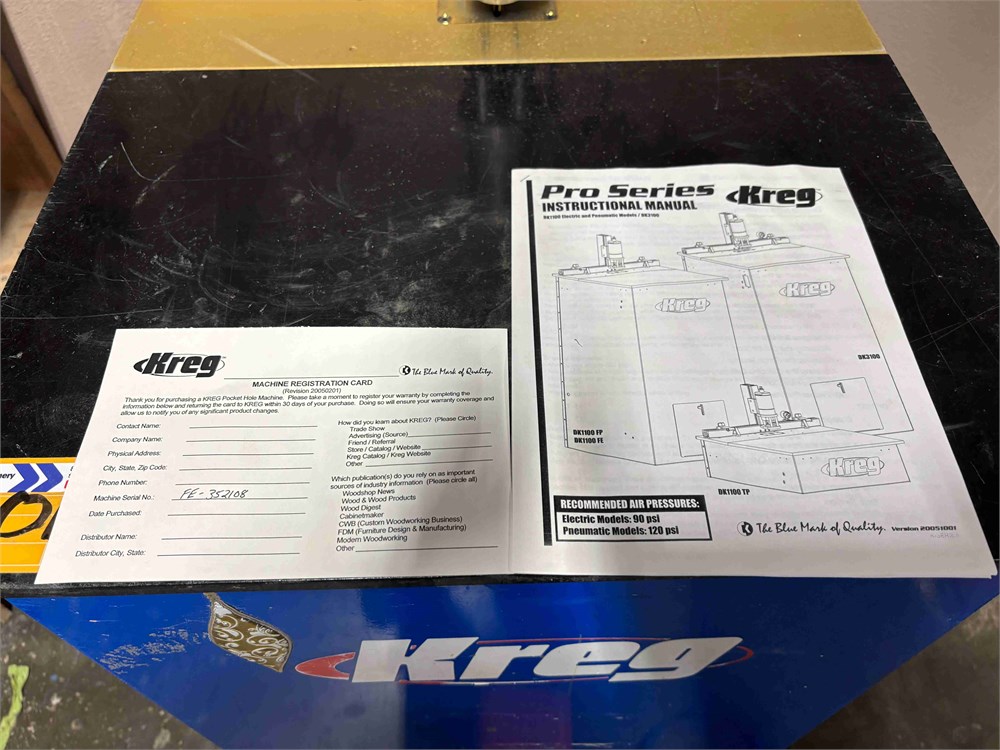 Kreg
The Blue Mark of Quality.
MACHINE REGISTRATION CARD
(Revision 20050201)
Thank you for purchasing a KREG Pocket Hole Machine. Please take a moment to register your warranty by completing the
information below and returning the card to KREG within 30 days of your purchase. Doing so will ensure your warranty coverage and
allow us to notify you of any significant product changes.
Contact Name:
Company Name:
Physical Address:
City, State, Zip Code:
Phone Number:
Machine Serial No.: FE-352108
Date Purchased:
Distributor Name:
Distributor City, State:
How did you learn about KREG? (Please Circle)
Trade Show
Advertising (Source)
Friend / Referral
Store / Catalog / Website
Kreg Catalog / Kreg Website
Other
Which publication(s) do you rely on as important
sources of industry information (Please circle all)
Woodshop News
Wood & Wood Products
Wood Digest
Cabinetmaker
CWB (Custom Woodworking Business)
FDM (Furniture Design & Manufacturing)
Modern Woodworking
Other
Pro Series Kreg
INSTRUCTIONAL MANUAL
DK1100 Electric and Pneumatic Models / DK3100
Kreg
Kreg
DK3100
1
1
DK1100 FP
DK1100 FE
Kreg
DK1100 TP
RECOMMENDED AIR PRESSURES:
Electric Models: 90 psi
Pneumatic Models: 120 psi
The Blue Mark of Quality. Version 20051001
Kreg